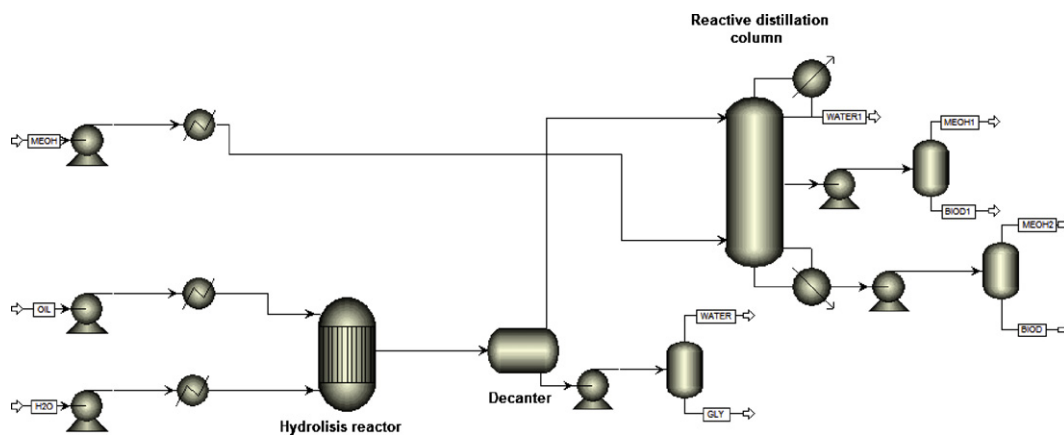 Reactive distillation
column
MEOH
WATER1
MEOH1
BIOD1
MEOH2
OIL
WATER
BIOD
Decanter
H2O
GLY
Hydrolisis reactor